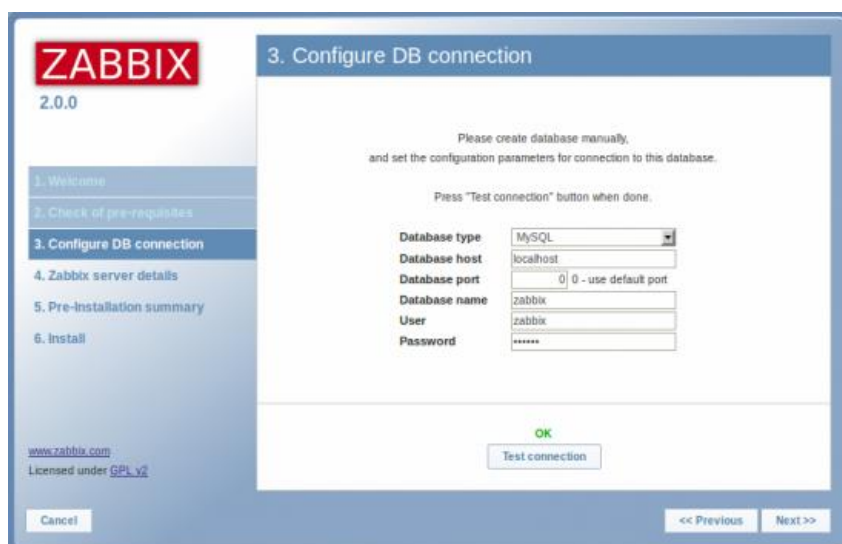 ZABBIX
2.0.0
1. Welcome
2. Check of pre-requisites
3. Configure DB connection
4. Zabbix server details
5. Pre-Installation summary
6. Install
www.zabbix.com
Licensed under GPL v2
3. Configure DB connection
Please create database manually,
and set the configuration parameters for connection to this database.
Press "Test connection" button when done.
Database type MySQL
Database host localhost
Database port 0 0 - use default port
Database name zabbix
User zabbix
Password ••••••
OK
Test connection
Cancel << Previous Next >>